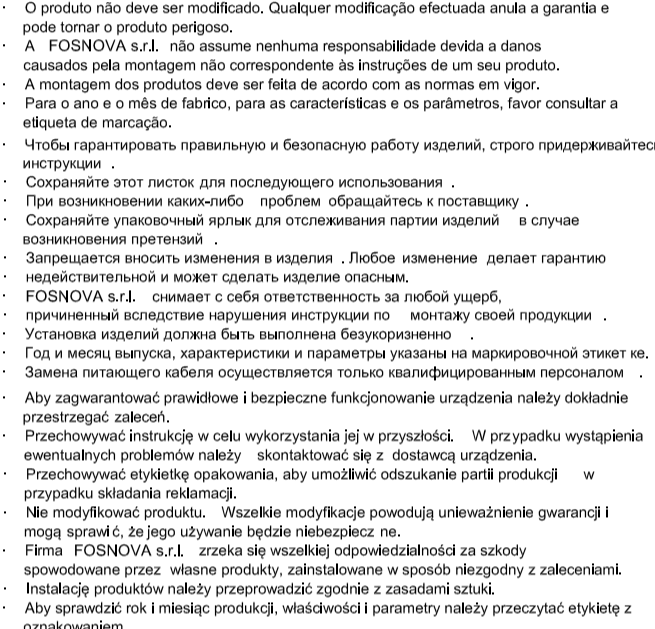 · O produto não deve ser modificado. Qualquer modificação efectuada anula a garantia e
pode tornar o produto perigoso.
· A FOSNOVA s.r.l. não assume nenhuma responsabilidade devida a danos
causados pela montagem não correspondente às instruções de um seu produto.
· A montagem dos produtos deve ser feita de acordo com as normas em vigor.
· Para o ano e o mês de fabrico, para as características e os parâmetros, favor consultar a
etiqueta de marcação.
· Чтобы гарантировать правильную и безопасную работу изделий, строго придерживайтесь
инструкции .
· Сохраняйте этот листок для последующего использования .
· При возникновении каких-либо проблем обращайтесь к поставщику .
· Сохраняйте упаковочный ярлык для отслеживания партии изделий в случае
возникновения претензий .
· Запрещается вносить изменения в изделия . Любое изменение делает гарантию
· недействительной и может сделать изделие опасным.
· FOSNOVA s.r.l. снимает с себя ответственность за любой ущерб,
· причиненный вследствие нарушения инструкции по монтажу своей продукции .
· Установка изделий должна быть выполнена безукоризненно .
· Год и месяц выпуска, характеристики и параметры указаны на маркировочной этикет ке.
· Замена питающего кабеля осуществляется только квалифицированным персоналом .
· Aby zagwarantować prawidłowe i bezpieczne funkcjonowanie urządzenia należy dokładnie
przestrzegać zaleceń.
· Przechowywać instrukcję w celu wykorzystania jej w przyszłości. W przypadku wystąpienia
ewentualnych problemów należy skontaktować się z dostawcą urządzenia.
· Przechowywać etykietkę opakowania, aby umożliwić odszukanie partii produkcji w
przypadku składania reklamacji.
· Nie modyfikować produktu. Wszelkie modyfikacje powodują unieważnienie gwarancji i
mogą sprawi ć, że jego używanie będzie niebezpiecz ne.
· Firma FOSNOVA s.r.l. zrzeka się wszelkiej odpowiedzialności za szkody
spowodowane przez własne produkty, zainstalowane w sposób niezgodny z zaleceniami.
· Instalację produktów należy przeprowadzić zgodnie z zasadami sztuki.
· Aby sprawdzić rok i miesiąc produkcji, właściwości i parametry należy przeczytać etykietę z
oznakowaniem